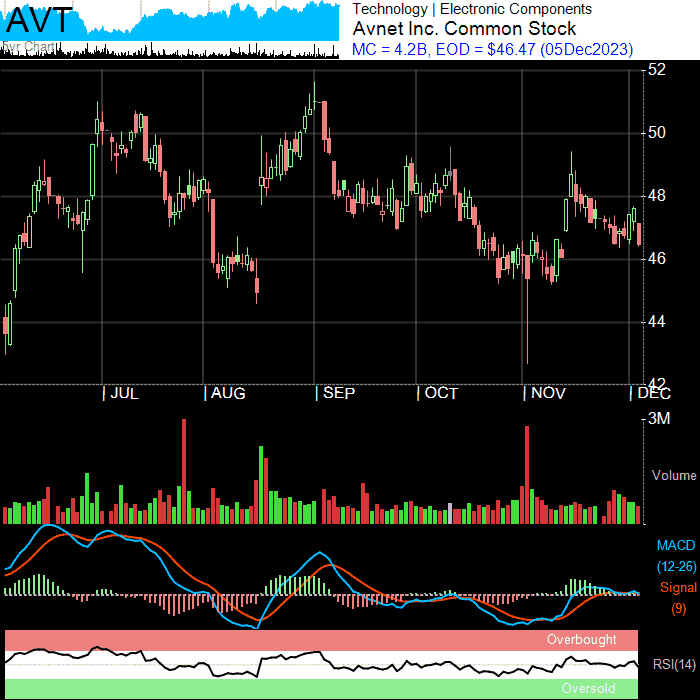 AVT
5yr Chart
Technology | Electronic Components
Avnet Inc. Common Stock
MC = 4.2B, EOD = $46.47 (05Dec2023)
52
50
48
46
44
42
| JUL | AUG | SEP | OCT | NOV | DEC
3M
Volume
MACD
(12-26)
Signal
(9)
Overbought
RSI(14)
Oversold